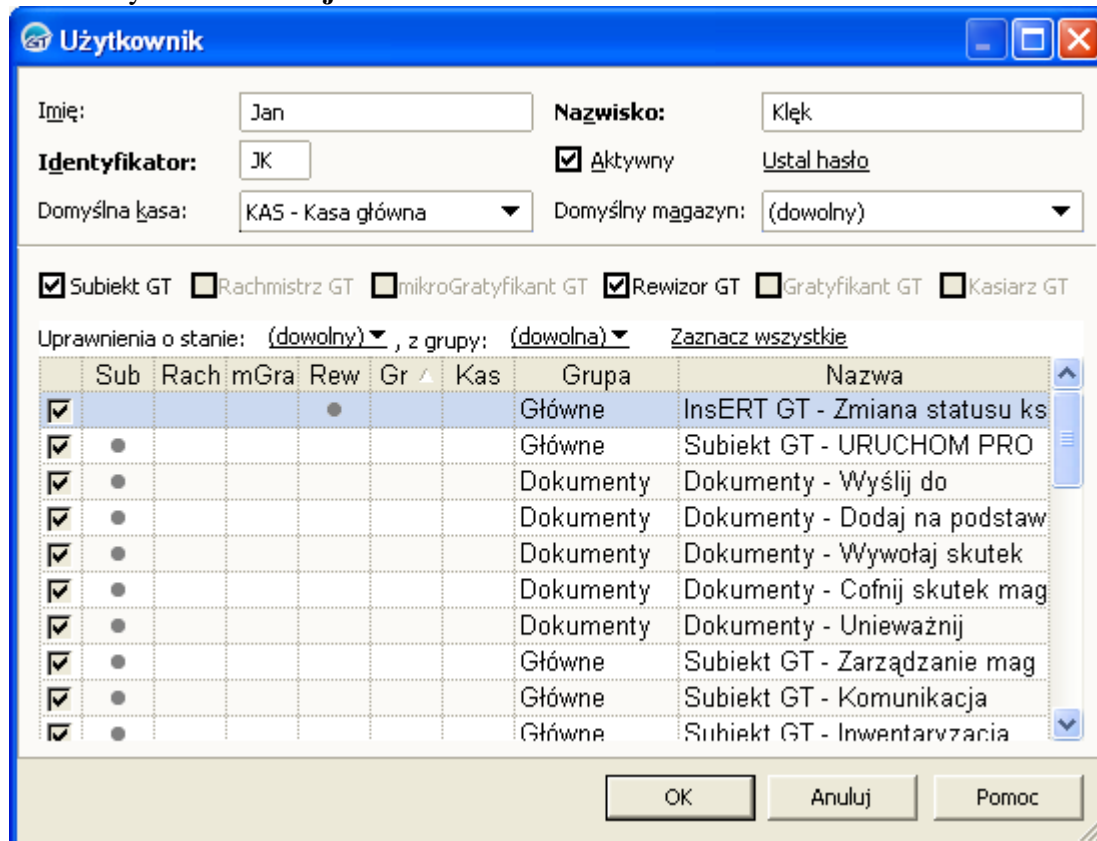 Użytkownik
Imię: Jan Nazwisko: Klęk
Identyfikator: JK Aktywny Ustal hasło
Domyślna kasa: KAS - Kasa główna Domyślny magazyn: (dowolny)
Subiekt GT Rachmistrz GT mikroGratyfikant GT Rewizor GT Gratyfikant GT Kasiarz GT
Uprawnienia o stanie: (dowolny) , z grupy: (dowolna) Zaznacz wszystkie
Sub Rach mGra Rew Gr Kas Grupa Nazwa
Główne InsERT GT - Zmiana statusu ks
Główne Subiekt GT - URUCHOM PRO
Dokumenty Dokumenty - Wyślij do
Dokumenty Dokumenty - Dodaj na podstaw
Dokumenty Dokumenty - Wywołaj skutek
Dokumenty Dokumenty - Cofnij skutek mag
Dokumenty Dokumenty - Unieważnij
Główne Subiekt GT - Zarządzanie mag
Główne Subiekt GT - Komunikacja
Główne Subiekt GT - Inwentaryzacja
OK Anuluj Pomoc